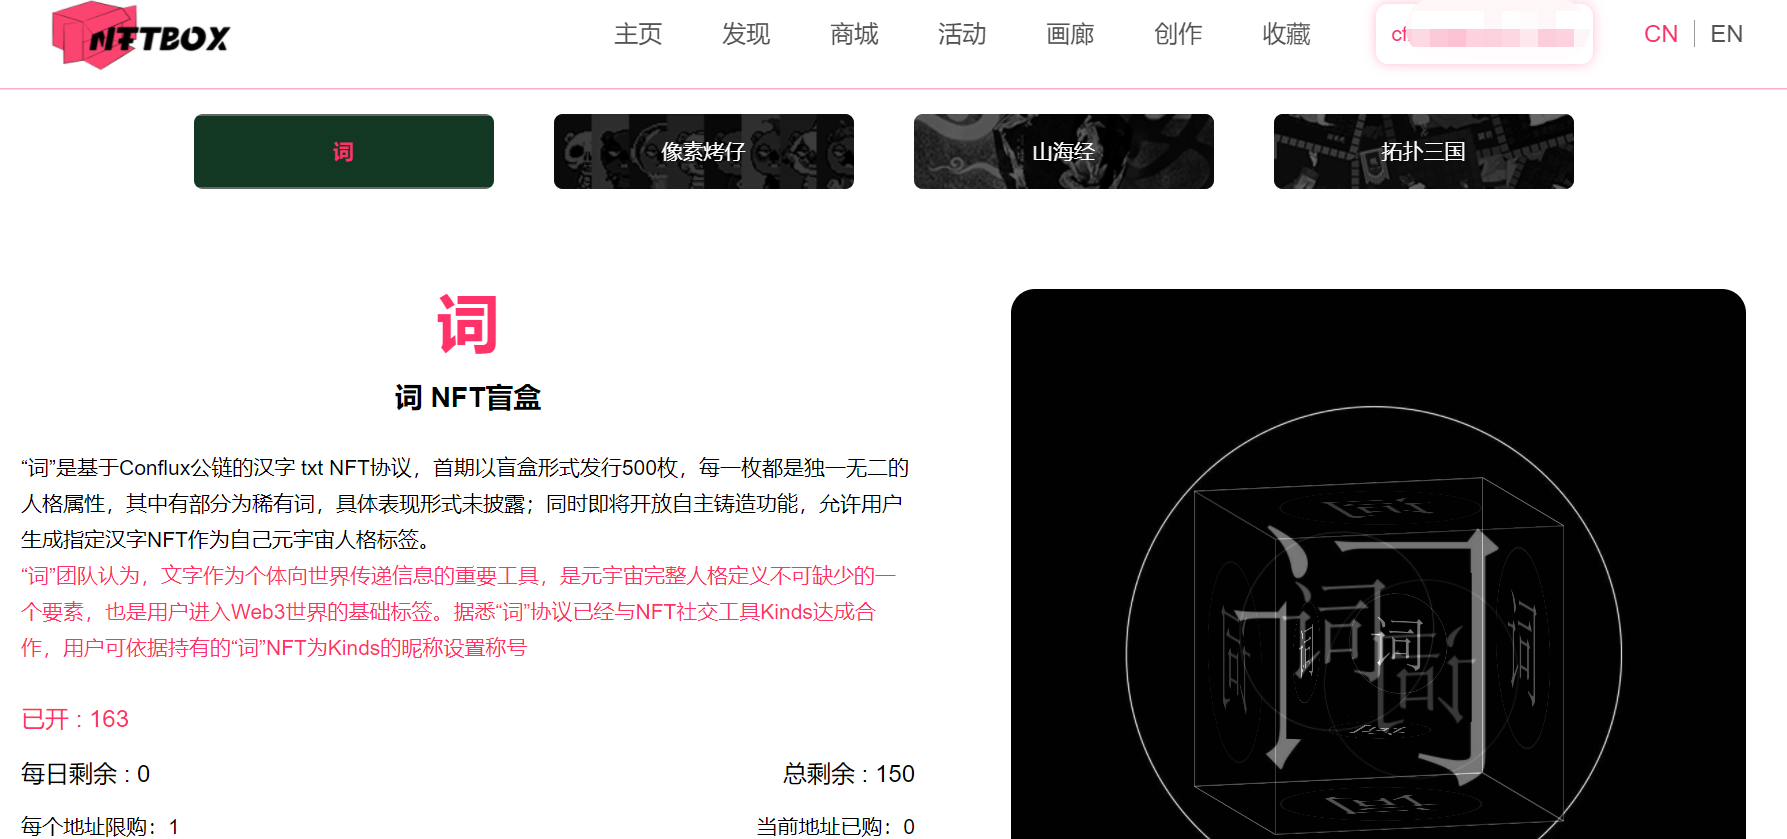 NFTBOX
主页 发现 商城 活动 画廊 创作 收藏 CN EN
词 像素烤仔 山海经 拓扑三国
词
词 NFT盲盒
“词”是基于Conflux公链的汉字 txt NFT协议，首期以盲盒形式发行500枚，每一枚都是独一无二的
人格属性，其中有部分为稀有词，具体表现形式未披露；同时即将开放自主铸造功能，允许用户
生成指定汉字NFT作为自己元宇宙人格标签。
“词”团队认为，文字作为个体向世界传递信息的重要工具，是元宇宙完整人格定义不可缺少的一
个要素，也是用户进入Web3世界的基础标签。据悉“词”协议已经与NFT社交工具Kinds达成合
作，用户可依据持有的“词”NFT为Kinds的昵称设置称号
已开 : 163
每日剩余 : 0 总剩余 : 150
每个地址限购：1 当前地址已购：0
词
词
词